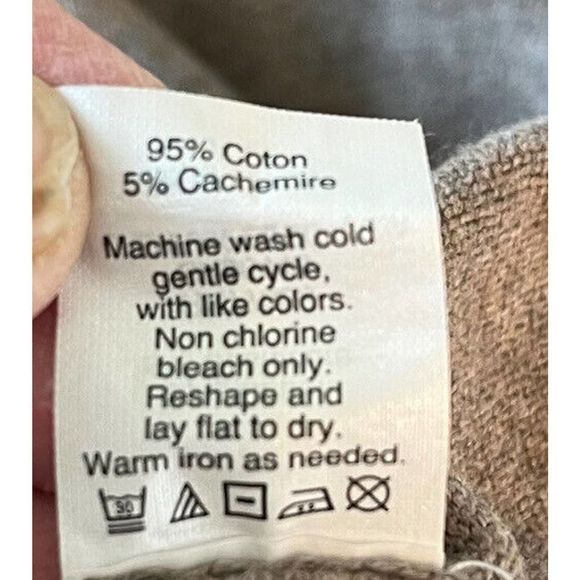 95% Coton
5% Cachemire
Machine wash cold
gentle cycle,
with like colors.
Non chlorine
bleach only.
Reshape and
lay flat to dry.
Warm iron as needed.
30